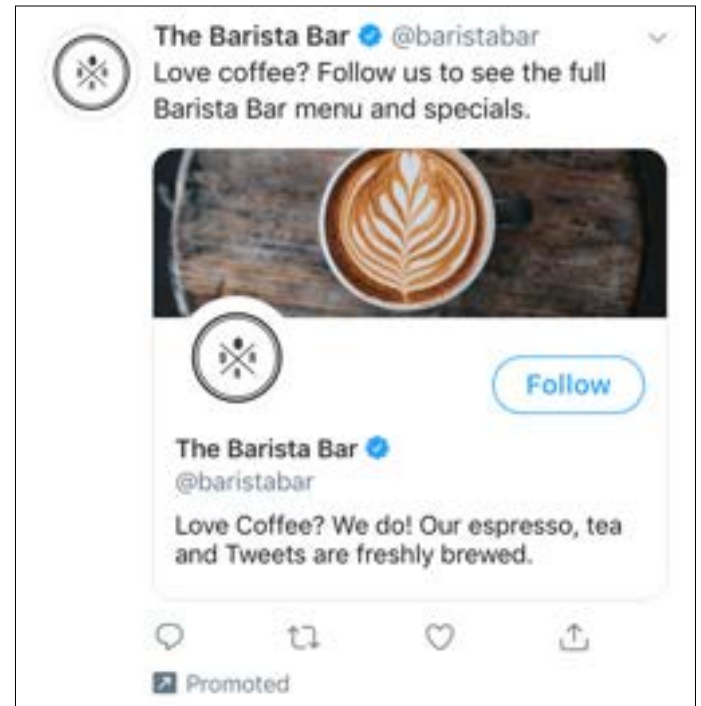 The Barista Bar @baristabar
Love coffee? Follow us to see the full
Barista Bar menu and specials.
Follow
The Barista Bar
@baristabar
Love Coffee? We do! Our espresso, tea
and Tweets are freshly brewed.
Promoted